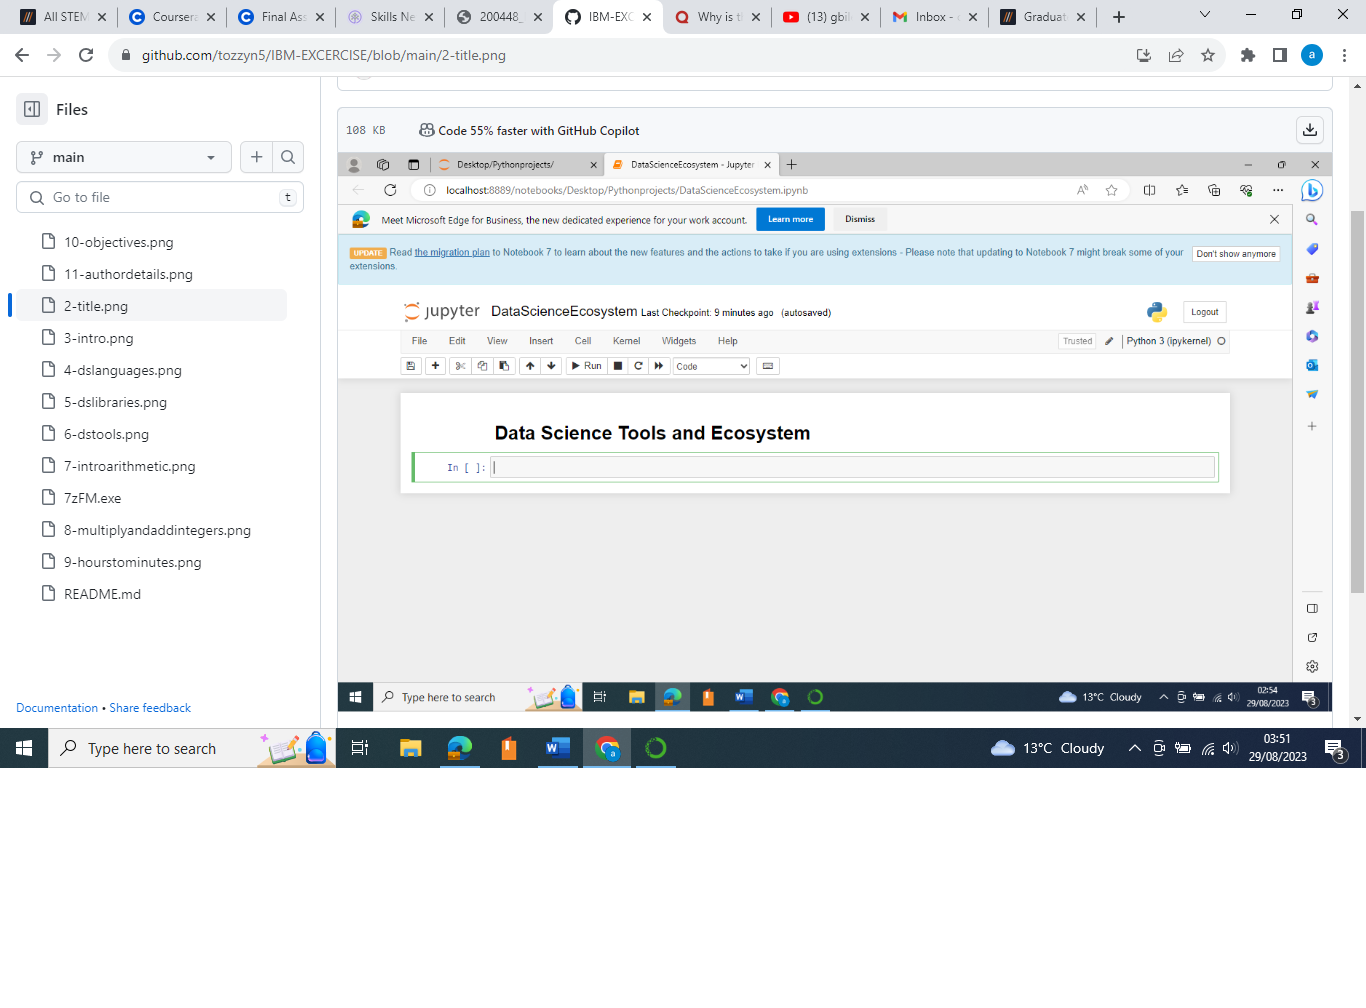 All STEM
Coursera
Final Ass
Skills Ne
200448_
IBM-EXC
Why is t
(13) gbi
Inbox -
Graduat
github.com/tozzyn5/IBM-EXCERCISE/blob/main/2-title.png
a
Files
main
Go to file
t
10-objectives.png
11-authordetails.png
2-title.png
3-intro.png
4-dslanguages.png
5-dslibraries.png
6-dstools.png
7-introarithmetic.png
7zFM.exe
8-multiplyandaddintegers.png
9-hourstominutes.png
README.md
Documentation • Share feedback
108 KB
Code 55% faster with GitHub Copilot
Desktop/Pythonprojects/
DataScienceEcosystem - Jupyter
localhost:8889/notebooks/Desktop/Pythonprojects/DataScienceEcosystem.ipynb
Meet Microsoft Edge for Business, the new dedicated experience for your work account.
Learn more
Dismiss
UPDATE Read the migration plan to Notebook 7 to learn about the new features and the actions to take if you are using extensions - Please note that updating to Notebook 7 might break some of your
extensions.
Don't show anymore
jupyter DataScienceEcosystem Last Checkpoint: 9 minutes ago (autosaved)
Logout
File Edit View Insert Cell Kernel Widgets Help
Trusted
Python 3 (ipykernel)
Run
Code
Data Science Tools and Ecosystem
In [ ]:
Type here to search
13°C Cloudy
02:54
29/08/2023
3
Type here to search
13°C Cloudy
03:51
29/08/2023
3